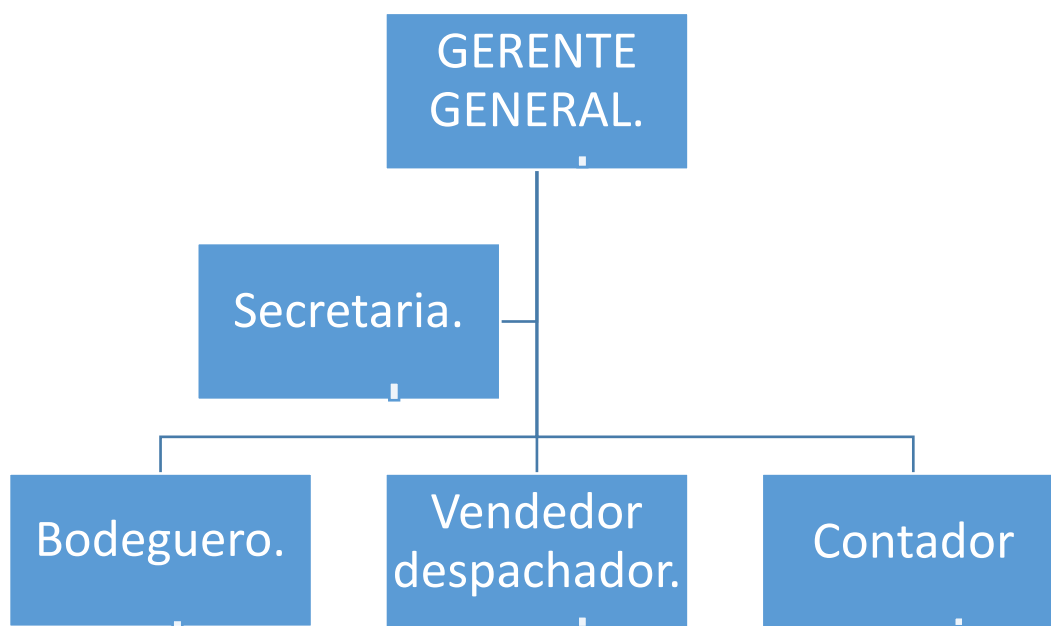 GERENTE
GENERAL.
Secretaria.
Bodeguero.
Vendedor
despachador.
Contador